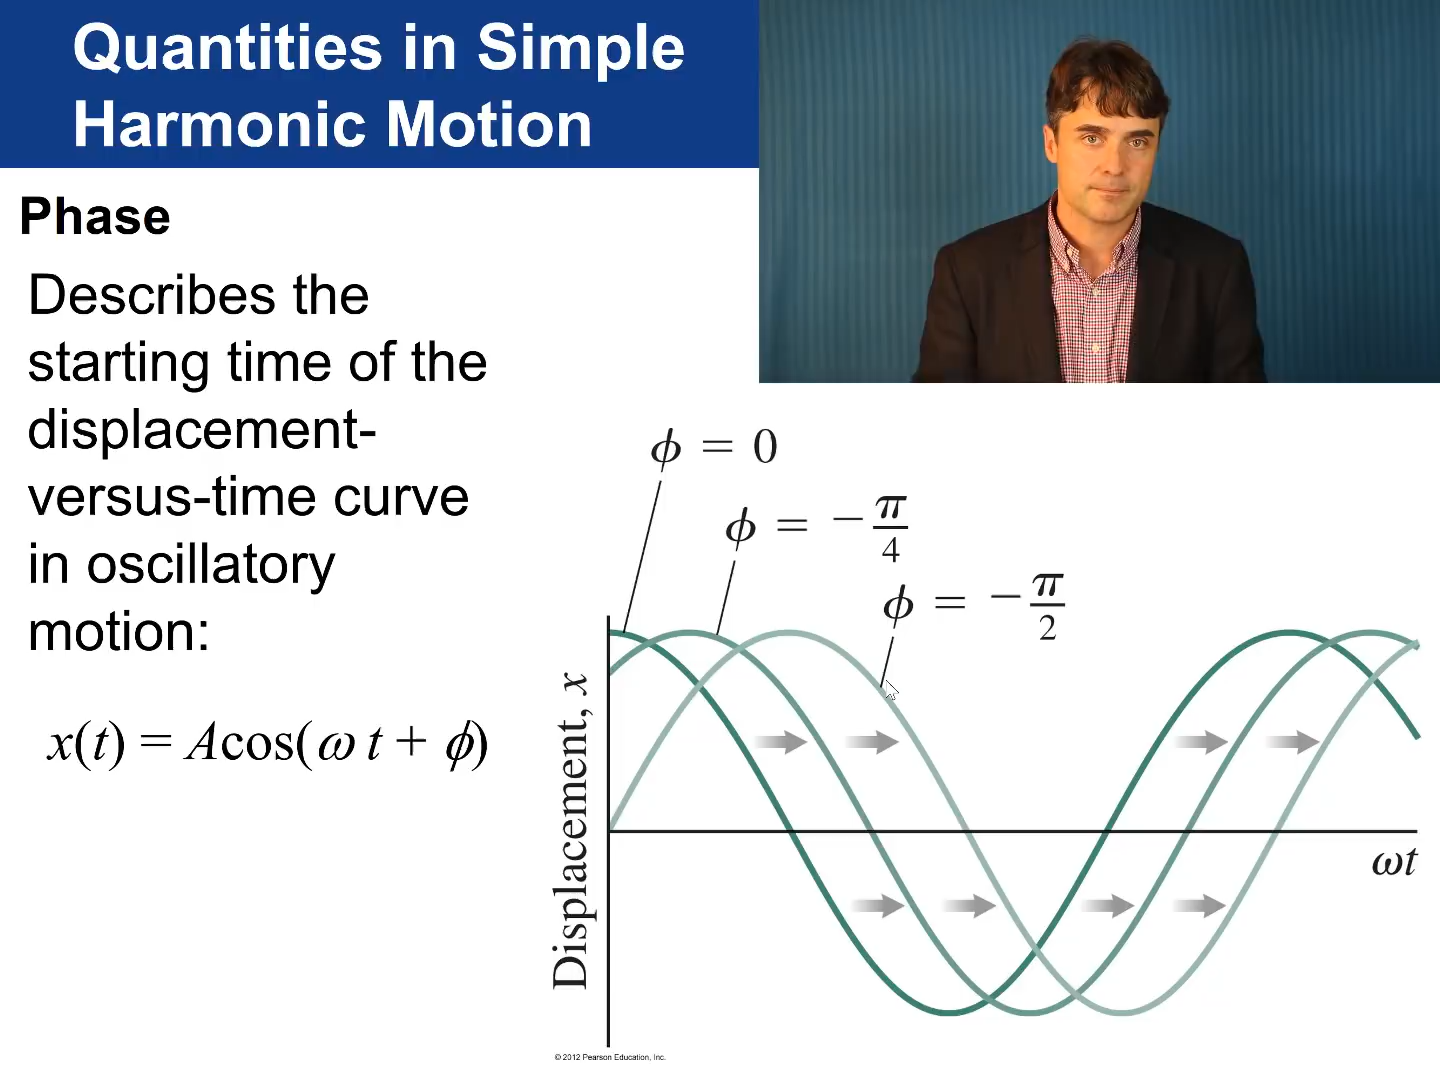 Quantities in Simple
Harmonic Motion
Phase
Describes the
starting time of the
displacement-
versus-time curve
in oscillatory
motion:
x(t) = A cos(ω t + ϕ)
ϕ = 0
ϕ = −π/4
ϕ = −π/2
Displacement, x
ωt
© 2012 Pearson Education, Inc.